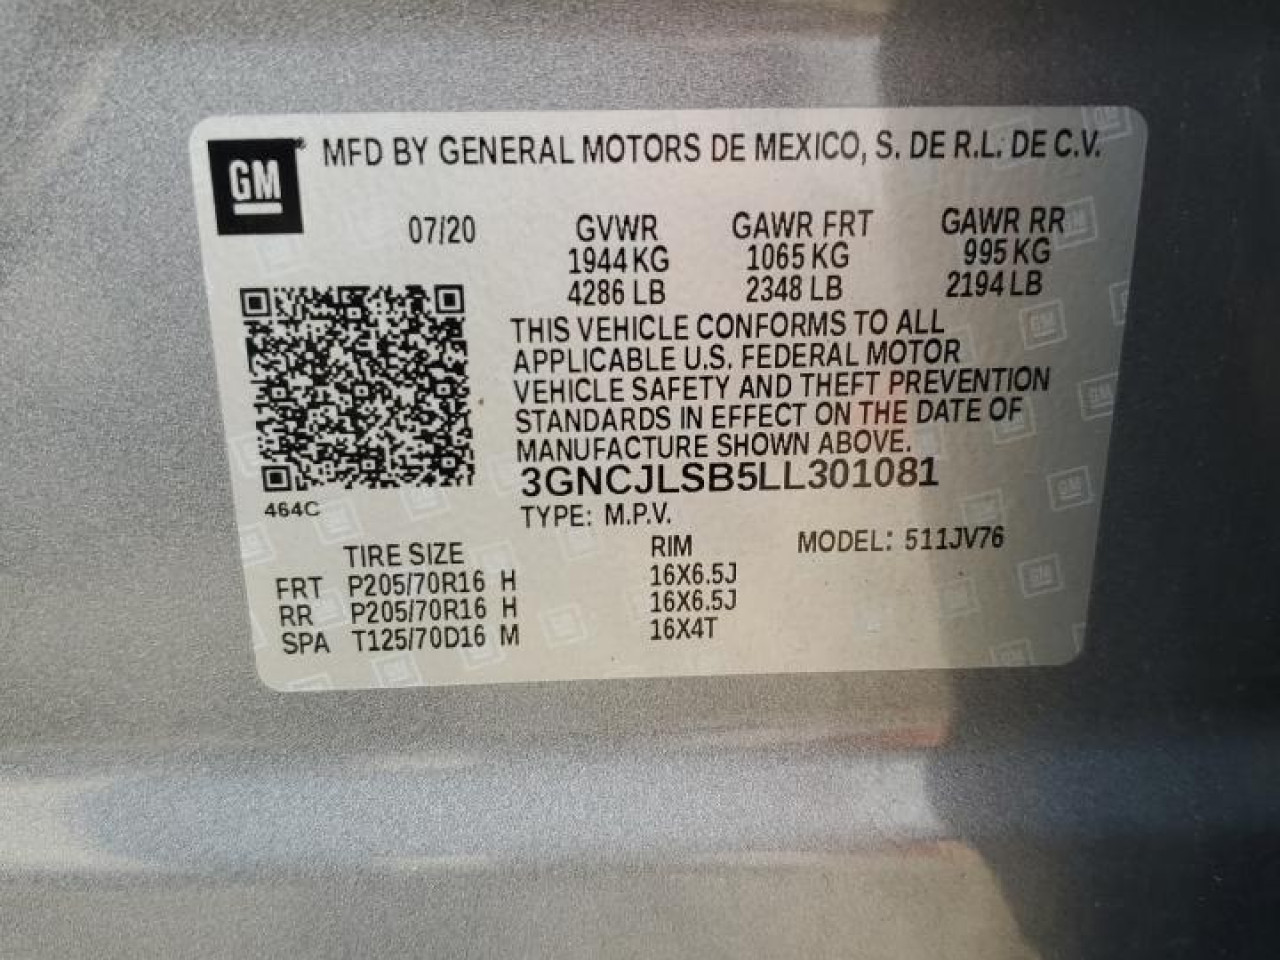 GM
MFD BY GENERAL MOTORS DE MEXICO, S. DE R.L. DE C.V.
07/20 GVWR GAWR FRT GAWR RR
1944 KG 1065 KG 995 KG
4286 LB 2348 LB 2194 LB
THIS VEHICLE CONFORMS TO ALL
APPLICABLE U.S. FEDERAL MOTOR
VEHICLE SAFETY AND THEFT PREVENTION
STANDARDS IN EFFECT ON THE DATE OF
MANUFACTURE SHOWN ABOVE.
3GNCJLSB5LL301081
464C
TYPE: M.P.V.
TIRE SIZE RIM MODEL: 511JV76
FRT P205/70R16 H 16X6.5J
RR P205/70R16 H 16X6.5J
SPA T125/70D16 M 16X4T